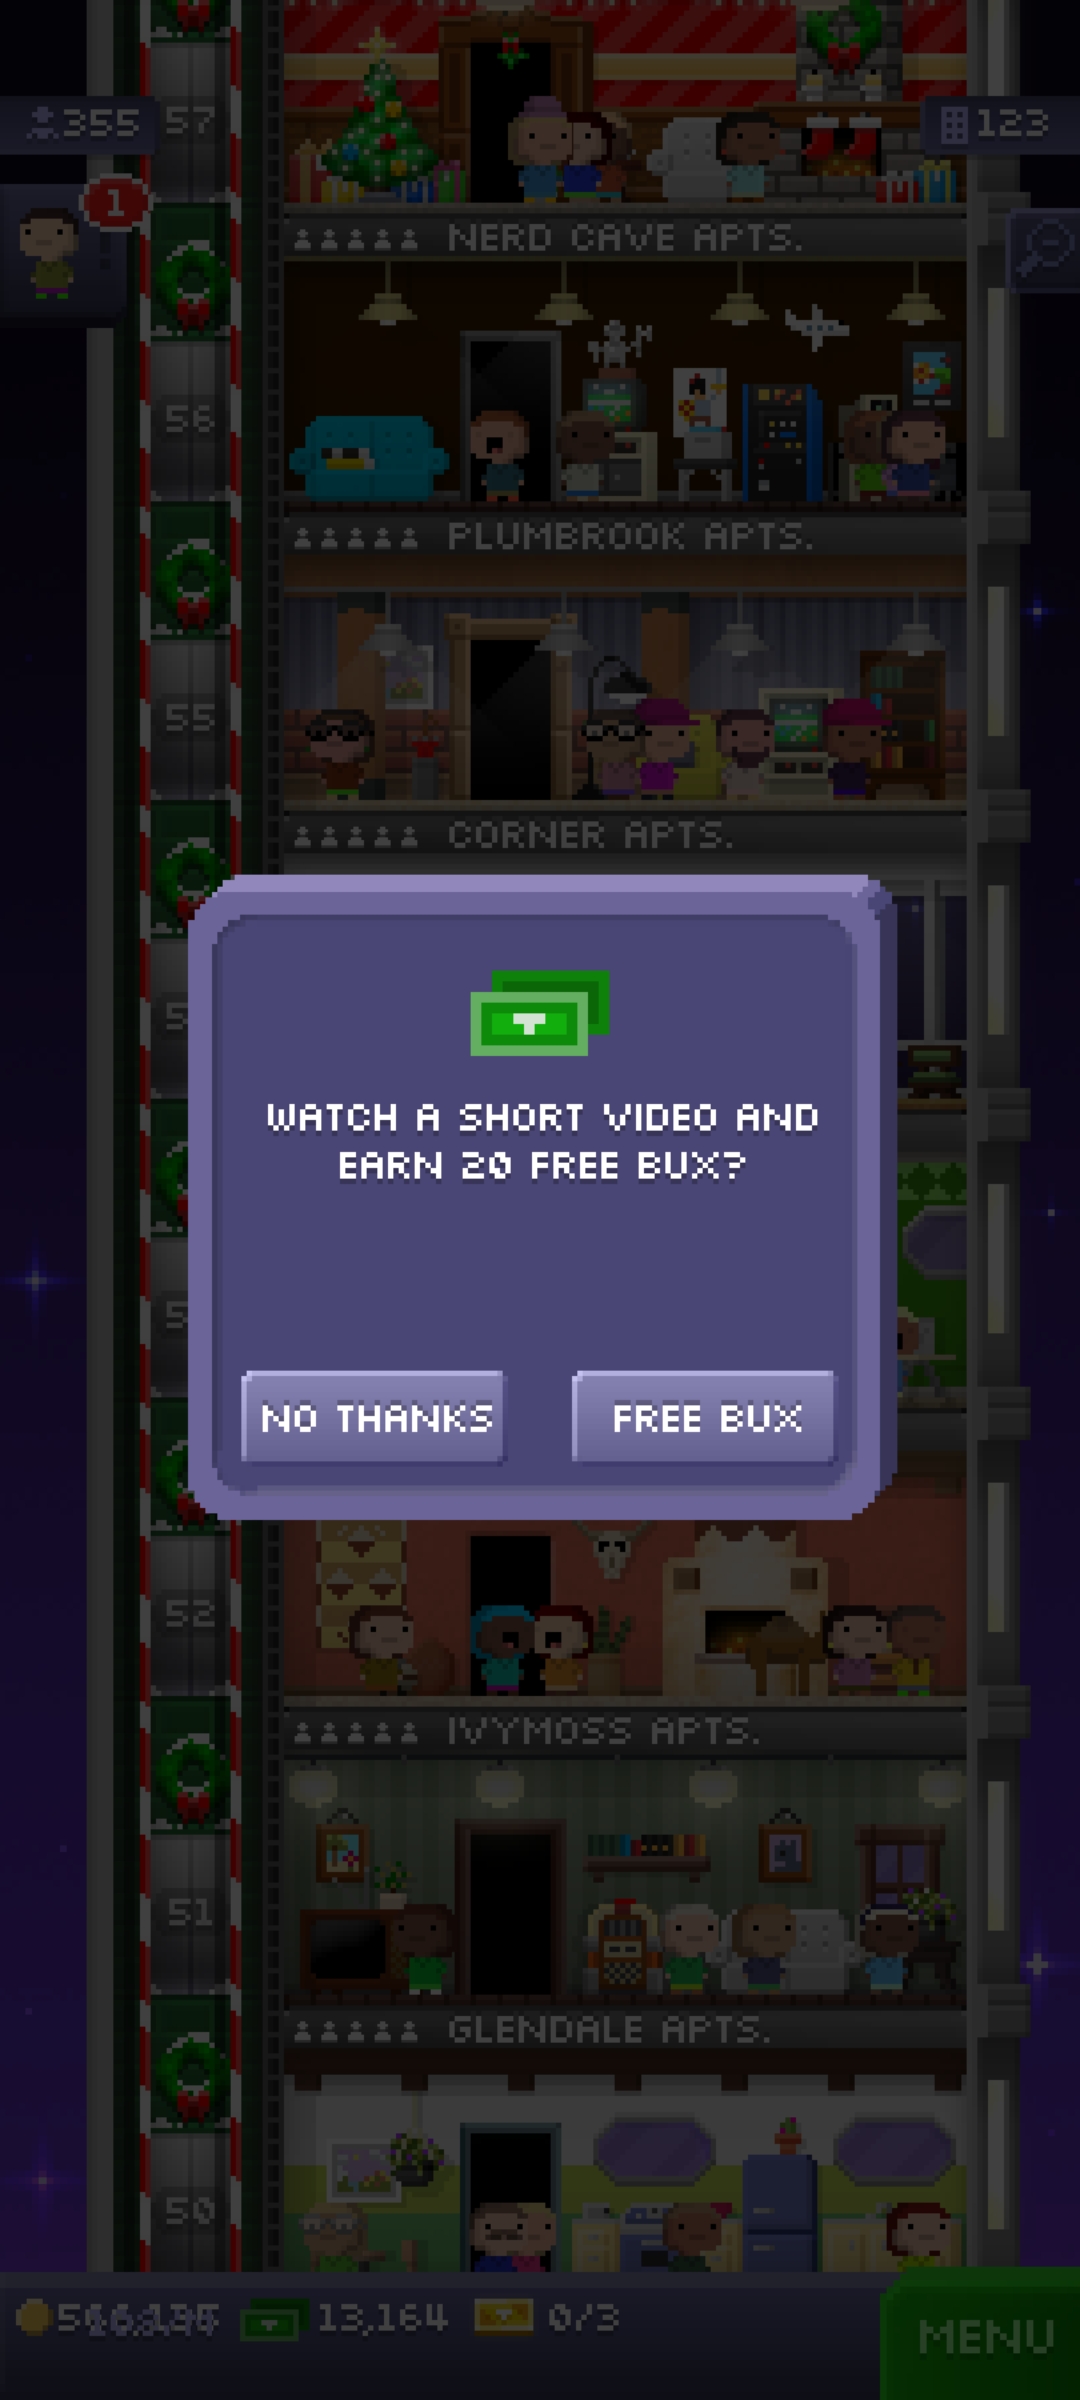 57
355
123
1
NERD CAVE APTS.
56
PLUMBROOK APTS.
55
CORNER APTS.
WATCH A SHORT VIDEO AND
EARN 20 FREE BUX?
NO THANKS
FREE BUX
52
IVYMOSS APTS.
51
GLENDALE APTS.
50
13,164
0/3
MENU